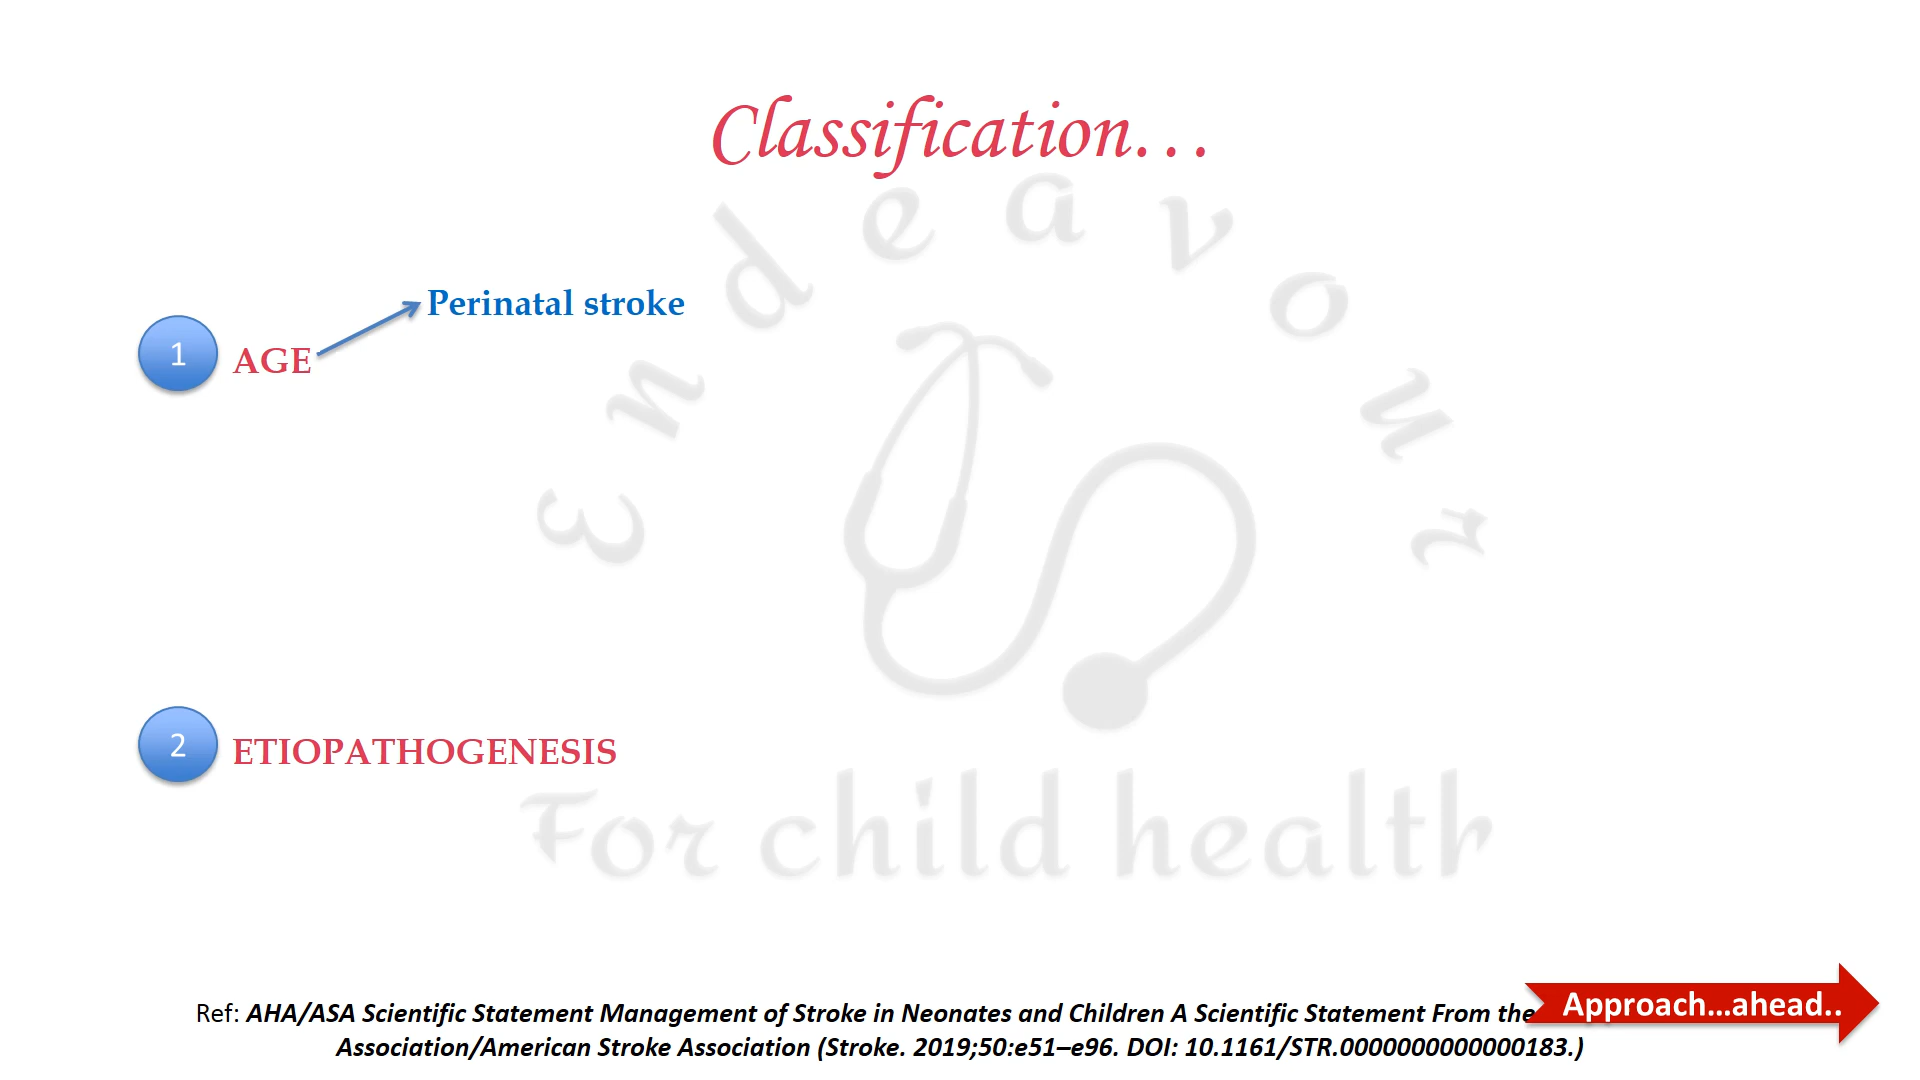 Classification...
Endeavour
Perinatal stroke
1 AGE
2 ETIOPATHOGENESIS
For child health
Ref: AHA/ASA Scientific Statement Management of Stroke in Neonates and Children A Scientific Statement From the
Approach...ahead..
Association/American Stroke Association (Stroke. 2019;50:e51–e96. DOI: 10.1161/STR.0000000000000183.)